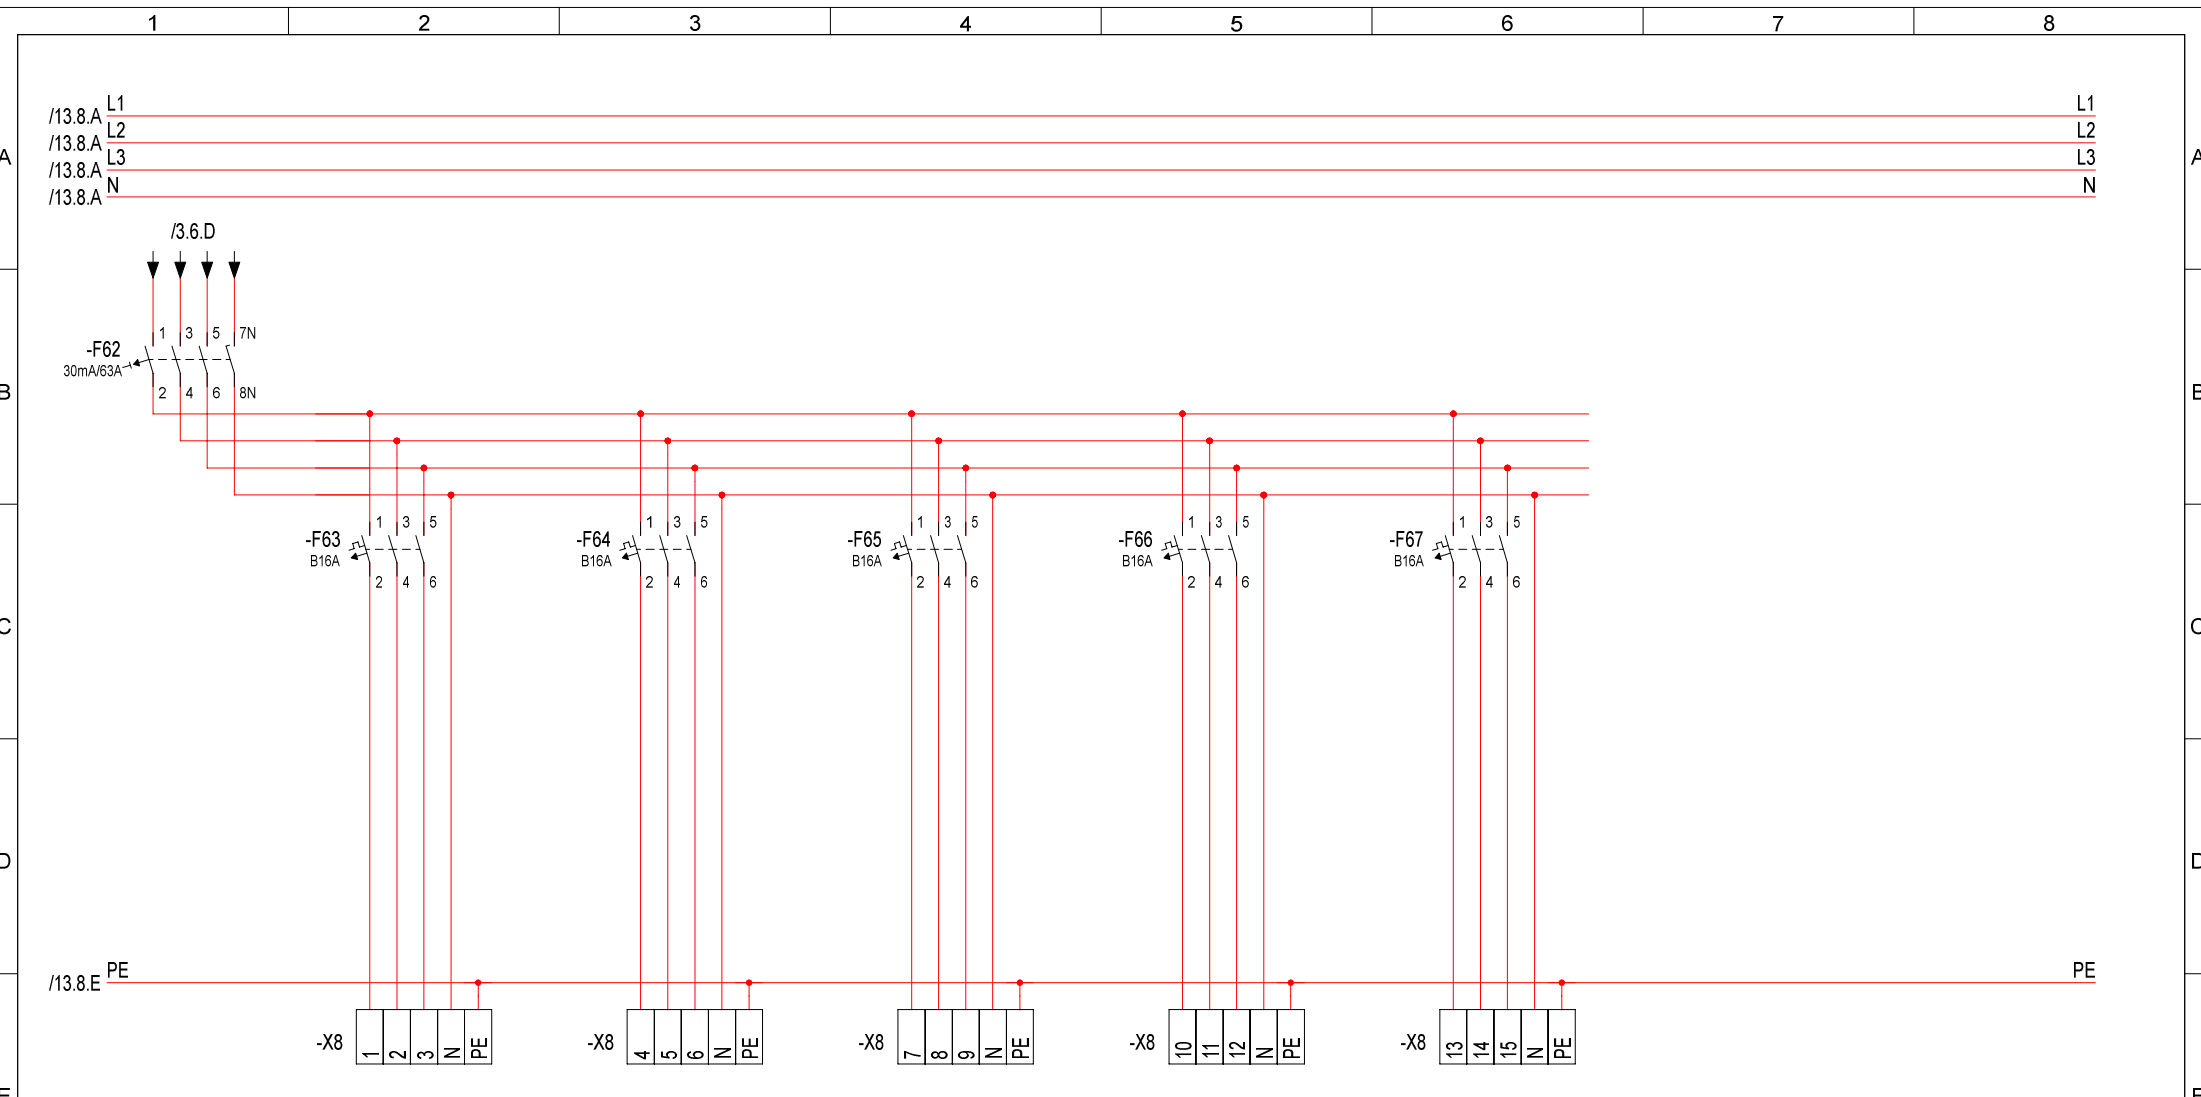 1 2 3 4 5 6 7 8
L1 L1
/13.8.A
L2 L2
/13.8.A
A L3 L3 A
/13.8.A
N N
/13.8.A
/3.6.D
1 3 5 7N
-F62
30mA/63A
B 2 4 6 8N B
1 3 5 1 3 5 1 3 5 1 3 5 1 3 5
-F63 -F64 -F65 -F66 -F67
B16A B16A B16A B16A B16A
2 4 6 2 4 6 2 4 6 2 4 6 2 4 6
C C
D D
PE PE
/13.8.E
-X8 1 2 3 N PE -X8 4 5 6 N PE -X8 7 8 9 N PE -X8 10 11 12 N PE -X8 13 14 15 N PE